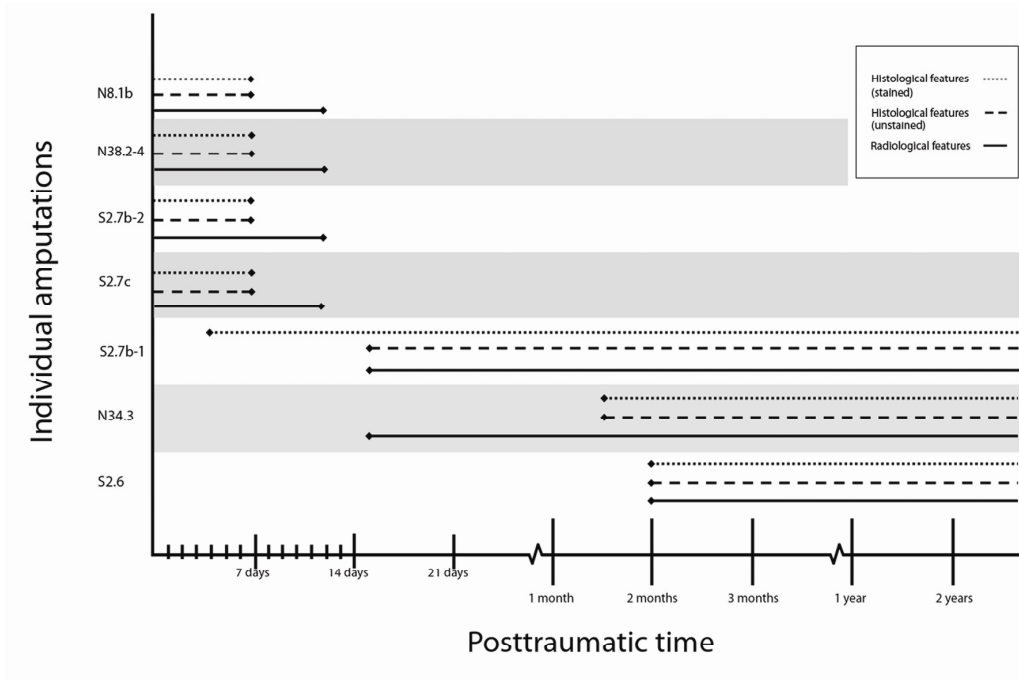 Individual amputations
N8.1b
N38.2-4
S2.7b-2
S2.7c
S2.7b-1
N34.3
S2.6
Histological features
(stained)
Histological features
(unstained)
Radiological features
7 days
14 days
21 days
1 month
2 months
3 months
1 year
2 years
Posttraumatic time